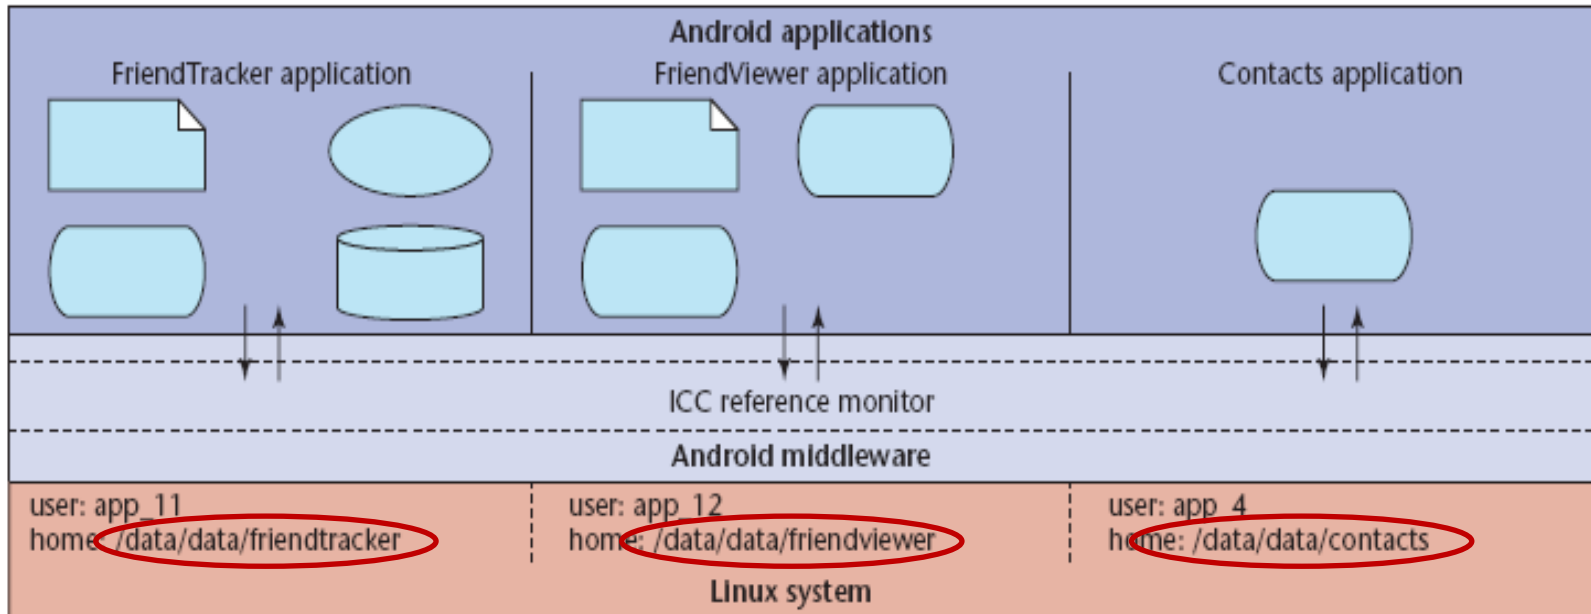 Android applications
FriendTracker application
FriendViewer application
Contacts application
ICC reference monitor
Android middleware
user: app_11
home: /data/data/friendtracker
user: app_12
home: /data/data/friendviewer
user: app_4
home: /data/data/contacts
Linux system